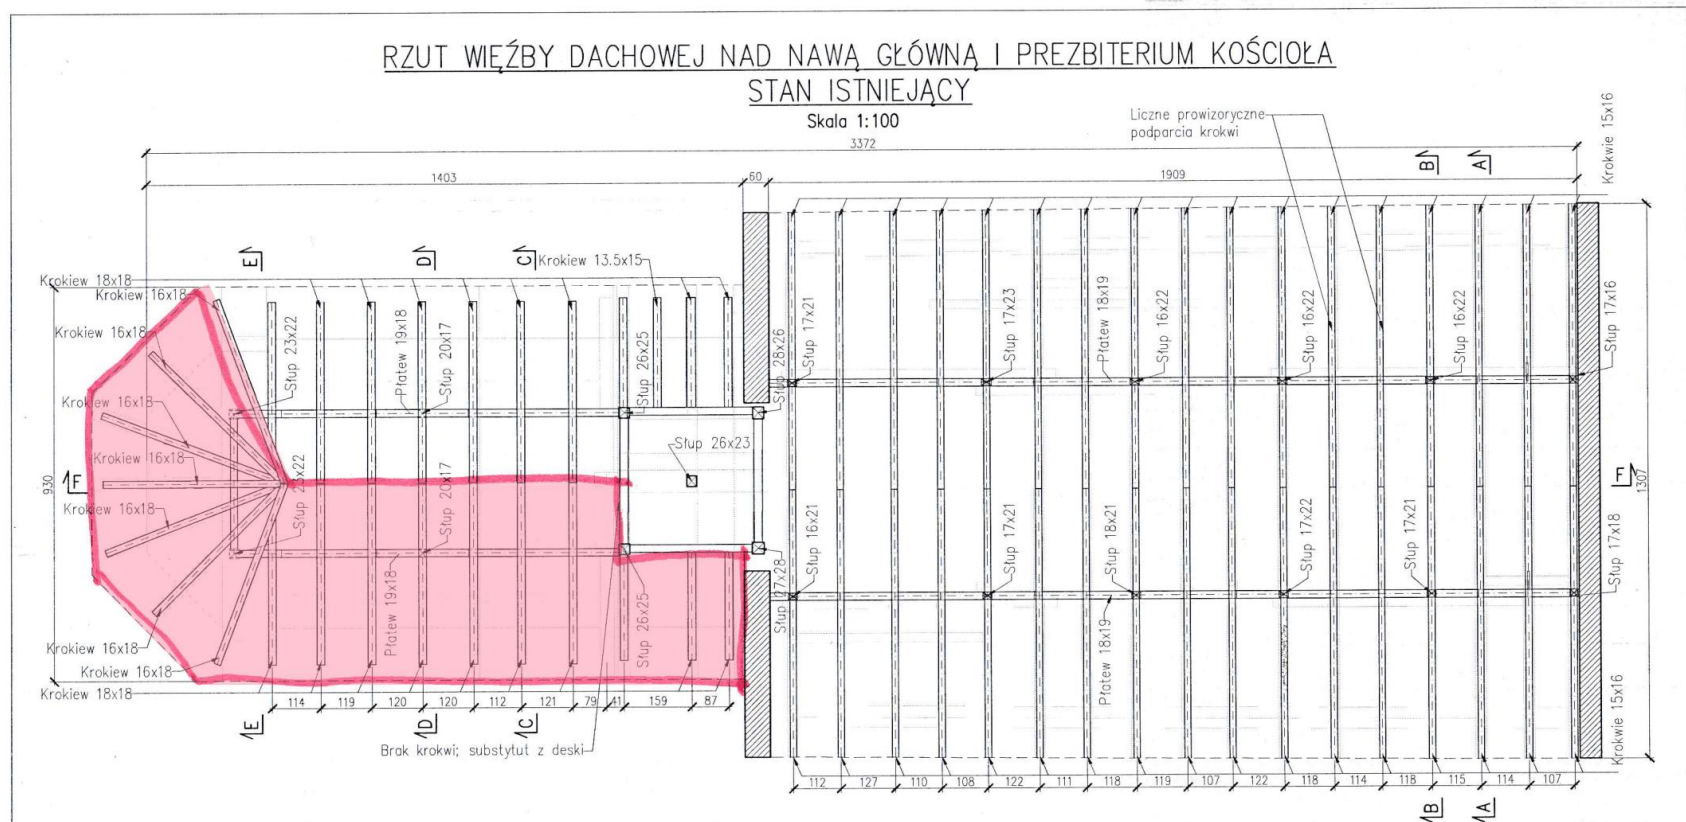 RZUT WIĘŹBY DACHOWEJ NAD NAWĄ GŁÓWNĄ I PREZBITERIUM KOŚCIOŁA
STAN ISTNIEJĄCY
Skala 1:100
Liczne prowizoryczne
podparcia krokwi
Krokwie 15x16
3372
1403
60
1909
B
A
E
D
C
Krokiew 13.5x15
Krokiew 18x18
Krokiew 16x18
Krokiew 16x18
Krokiew 16x18
Krokiew 16x18
Krokiew 16x18
Krokiew 16x18
Krokiew 16x18
Krokiew 18x18
Słup 23x22
Płatew 19x18
Słup 20x17
Słup 26x25
Słup 28x26
Słup 17x21
Słup 17x23
Płatew 18x19
Słup 16x22
Słup 16x22
Słup 16x22
Słup 17x16
Słup 26x23
930
F
F
1307
Słup 23x22
Słup 20x17
Płatew 19x18
Słup 26x25
Słup 27x28
Słup 16x21
Słup 17x21
Słup 18x21
Płatew 18x19
Słup 17x22
Słup 17x21
Słup 17x18
Krokwie 15x16
114 119 120 120 112 121 79 41 159 87
E
D
C
Brak krokwi; substytut z deski
112 127 110 108 122 111 118 119 107 122 118 114 118 115 114 107
B
A